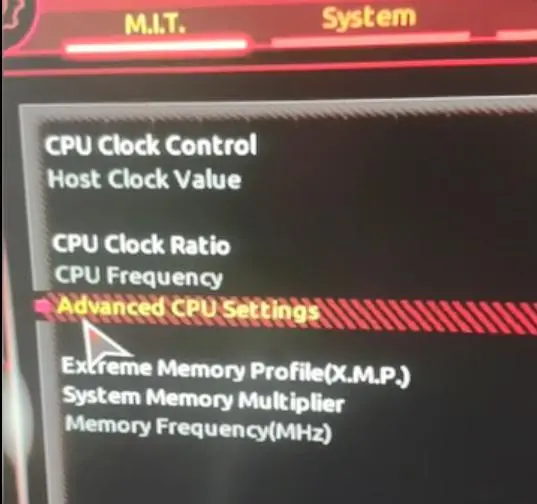 M.I.T.
System
CPU Clock Control
Host Clock Value
CPU Clock Ratio
CPU Frequency
Advanced CPU Settings
Extreme Memory Profile(X.M.P.)
System Memory Multiplier
Memory Frequency(MHz)